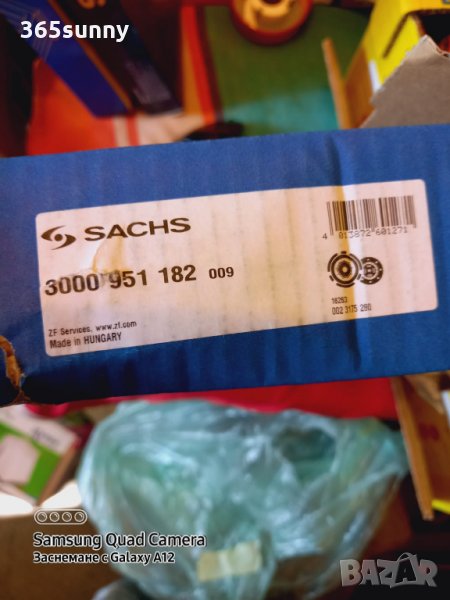 365sunny
SACHS
3000 951 182 009
4 013872 601271
ZF Services, www.zf.com
Made in HUNGARY
16263
002 3175 280
Samsung Quad Camera
Заснемане с Galaxy A12
BAZAR